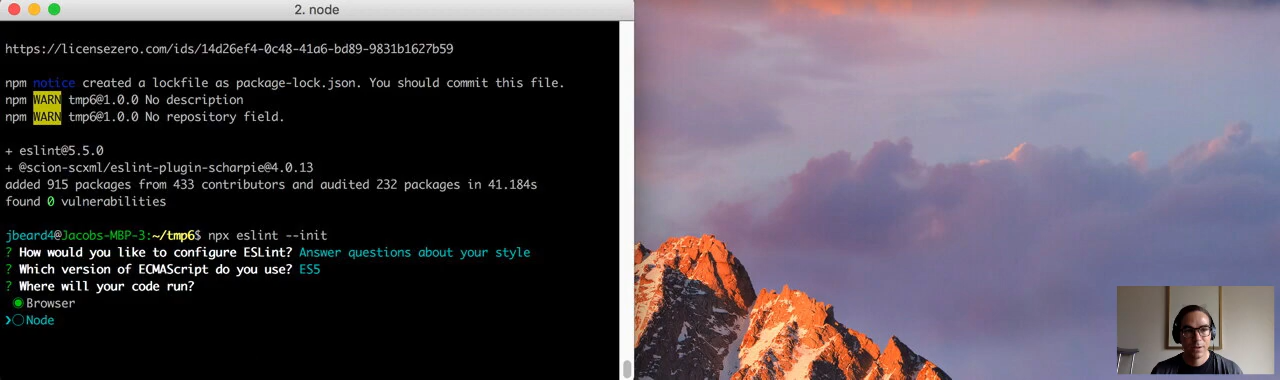 2. node
https://licensezero.com/ids/14d26ef4-0c48-41a6-bd89-9831b1627b59
npm notice created a lockfile as package-lock.json. You should commit this file.
npm WARN tmp6@1.0.0 No description
npm WARN tmp6@1.0.0 No repository field.
+ eslint@5.5.0
+ @scion-scxml/eslint-plugin-scharpie@4.0.13
added 915 packages from 433 contributors and audited 232 packages in 41.184s
found 0 vulnerabilities
jbeard4@Jacobs-MBP-3:~/tmp6$ npx eslint --init
? How would you like to configure ESLint? Answer questions about your style
? Which version of ECMAScript do you use? ES5
? Where will your code run?
◉ Browser
❯◯ Node